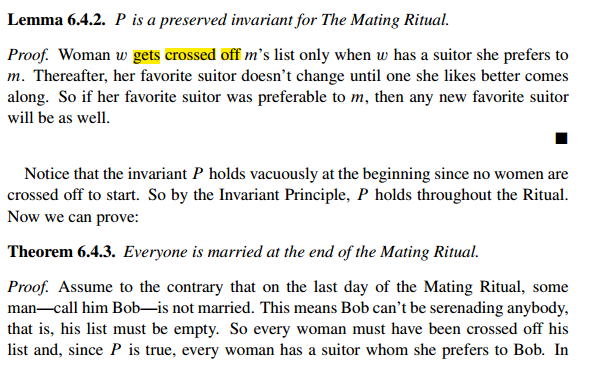 Lemma 6.4.2. P is a preserved invariant for The Mating Ritual.
Proof. Woman w gets crossed off m's list only when w has a suitor she prefers to
m. Thereafter, her favorite suitor doesn't change until one she likes better comes
along. So if her favorite suitor was preferable to m, then any new favorite suitor
will be as well.
■
Notice that the invariant P holds vacuously at the beginning since no women are
crossed off to start. So by the Invariant Principle, P holds throughout the Ritual.
Now we can prove:
Theorem 6.4.3. Everyone is married at the end of the Mating Ritual.
Proof. Assume to the contrary that on the last day of the Mating Ritual, some
man—call him Bob—is not married. This means Bob can't be serenading anybody,
that is, his list must be empty. So every woman must have been crossed off his
list and, since P is true, every woman has a suitor whom she prefers to Bob. In